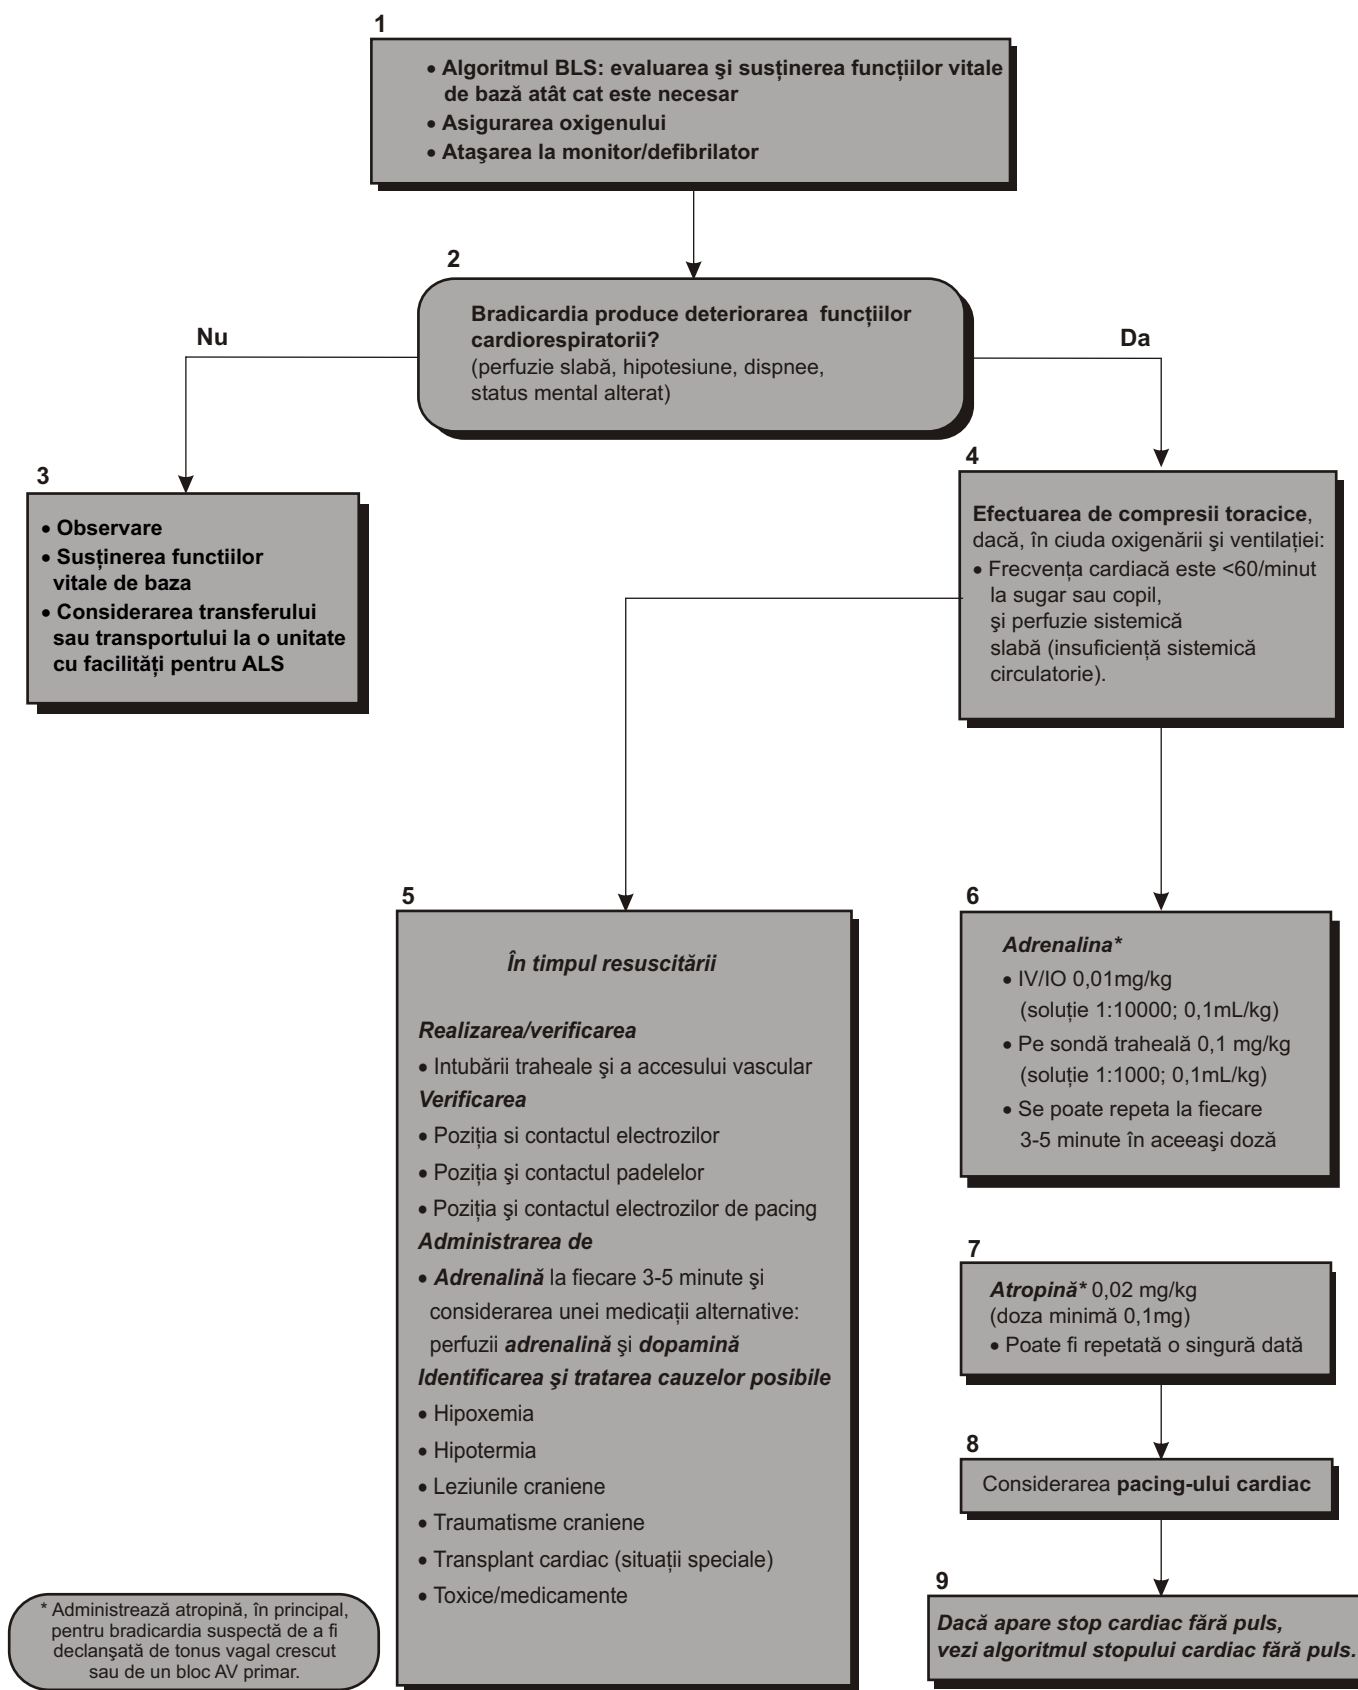 1
• Algoritmul BLS: evaluarea şi susținerea funcțiilor vitale
de bază atât cat este necesar
• Asigurarea oxigenului
• Ataşarea la monitor/defibrilator
2
Bradicardia produce deteriorarea funcțiilor
cardiorespiratorii?
(perfuzie slabă, hipotesiune, dispnee,
status mental alterat)
Nu
Da
3
• Observare
• Susținerea functiilor
vitale de baza
• Considerarea transferului
sau transportului la o unitate
cu facilități pentru ALS
4
Efectuarea de compresii toracice,
dacă, în ciuda oxigenării şi ventilației:
• Frecvența cardiacă este <60/minut
la sugar sau copil,
şi perfuzie sistemică
slabă (insuficiență sistemică
circulatorie).
5
În timpul resuscitării
Realizarea/verificarea
• Intubării traheale şi a accesului vascular
Verificarea
• Poziția si contactul electrozilor
• Poziția şi contactul padelelor
• Poziția şi contactul electrozilor de pacing
Administrarea de
• Adrenalină la fiecare 3-5 minute şi
considerarea unei medicații alternative:
perfuzii adrenalină şi dopamină
Identificarea şi tratarea cauzelor posibile
• Hipoxemia
• Hipotermia
• Leziunile craniene
• Traumatisme craniene
• Transplant cardiac (situații speciale)
• Toxice/medicamente
6
Adrenalina*
• IV/IO 0,01mg/kg
(soluție 1:10000; 0,1mL/kg)
• Pe sondă traheală 0,1 mg/kg
(soluție 1:1000; 0,1mL/kg)
• Se poate repeta la fiecare
3-5 minute în aceeaşi doză
7
Atropină* 0,02 mg/kg
(doza minimă 0,1mg)
• Poate fi repetată o singură dată
8
Considerarea pacing-ului cardiac
9
Dacă apare stop cardiac fără puls,
vezi algoritmul stopului cardiac fără puls.
* Administrează atropină, în principal,
pentru bradicardia suspectă de a fi
declanşată de tonus vagal crescut
sau de un bloc AV primar.